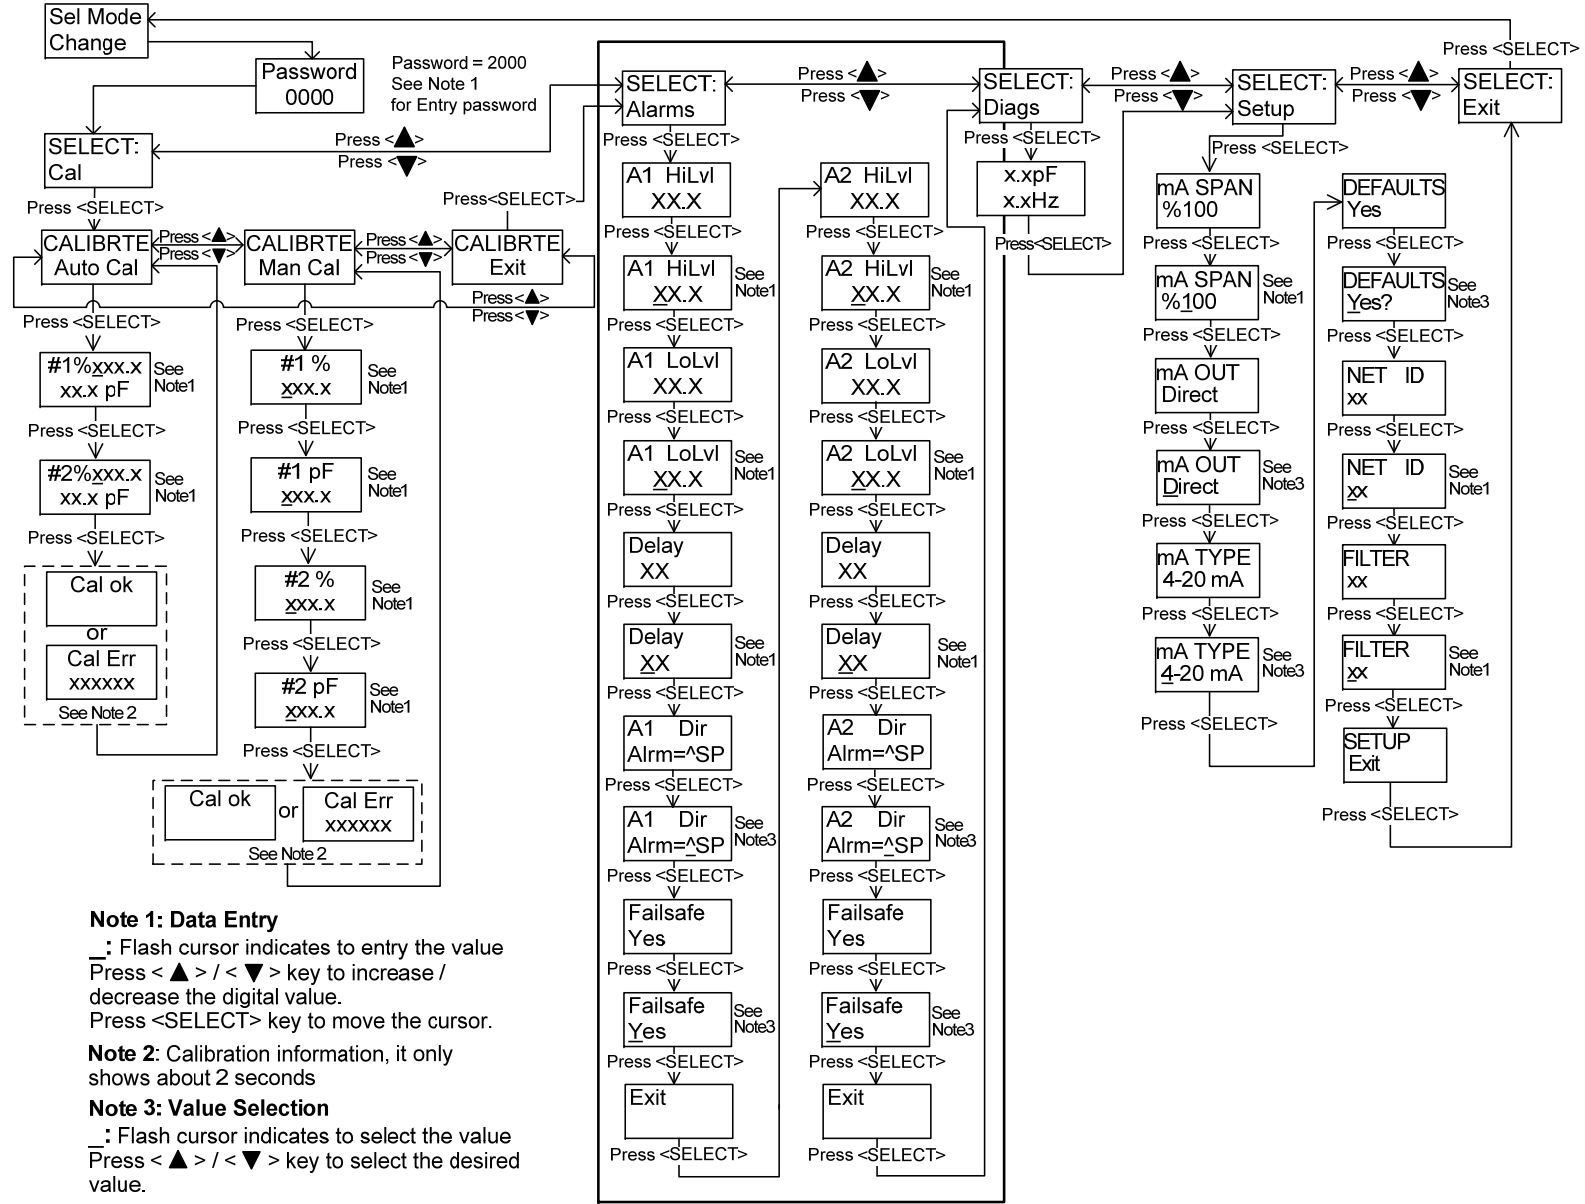 Sel Mode
Change
Password
0000
Password = 2000
See Note 1
for Entry password
SELECT:
Cal
Press <▲>
Press <▼>
Press <SELECT>
CALIBRTE
Auto Cal
Press<▲>
Press<▼>
CALIBRTE
Man Cal
Press<▲>
Press<▼>
CALIBRTE
Exit
Press<SELECT>
Press<▲>
Press<▼>
Press <SELECT>
#1%xxx.x
xx.x pF
See
Note1
Press <SELECT>
#2%xxx.x
xx.x pF
See
Note1
Press <SELECT>
Cal ok
or
Cal Err
xxxxxx
See Note 2
Press <SELECT>
#1 %
xxx.x
See
Note1
Press <SELECT>
#1 pF
xxx.x
See
Note1
Press <SELECT>
#2 %
xxx.x
See
Note1
Press <SELECT>
#2 pF
xxx.x
See
Note1
Press <SELECT>
Cal ok
or
Cal Err
xxxxxx
See Note 2
SELECT:
Alarms
Press <▲>
Press <▼>
Press <SELECT>
A1 HiLvl
XX.X
Press <SELECT>
A1 HiLvl
XX.X
See
Note1
Press <SELECT>
A1 LoLvl
XX.X
Press <SELECT>
A1 LoLvl
XX.X
See
Note1
Press <SELECT>
Delay
XX
Press <SELECT>
Delay
XX
See
Note1
Press <SELECT>
A1 Dir
Alrm=^SP
Press <SELECT>
A1 Dir
Alrm=^SP
See
Note3
Press <SELECT>
Failsafe
Yes
Press <SELECT>
Failsafe
Yes
See
Note3
Press <SELECT>
Exit
Press <SELECT>
A2 HiLvl
XX.X
Press <SELECT>
A2 HiLvl
XX.X
See
Note1
Press <SELECT>
A2 LoLvl
XX.X
Press <SELECT>
A2 LoLvl
XX.X
See
Note1
Press <SELECT>
Delay
XX
Press <SELECT>
Delay
XX
See
Note1
Press <SELECT>
A2 Dir
Alrm=^SP
Press <SELECT>
A2 Dir
Alrm=^SP
See
Note3
Press <SELECT>
Failsafe
Yes
Press <SELECT>
Failsafe
Yes
See
Note3
Press <SELECT>
Exit
Press <SELECT>
SELECT:
Diags
Press <▲>
Press <▼>
Press <SELECT>
x.xpF
x.xHz
Press<SELECT>
SELECT:
Setup
Press <▲>
Press <▼>
Press <SELECT>
mA SPAN
%100
Press <SELECT>
mA SPAN
%100
See
Note1
Press <SELECT>
mA OUT
Direct
Press <SELECT>
mA OUT
Direct
See
Note3
Press <SELECT>
mA TYPE
4-20 mA
Press <SELECT>
mA TYPE
4-20 mA
See
Note3
Press <SELECT>
DEFAULTS
Yes
Press <SELECT>
DEFAULTS
Yes?
See
Note3
Press <SELECT>
NET ID
xx
Press <SELECT>
NET ID
xx
See
Note1
Press <SELECT>
FILTER
xx
Press <SELECT>
FILTER
xx
See
Note1
Press <SELECT>
SETUP
Exit
Press <SELECT>
Press <SELECT>
SELECT:
Exit
Note 1: Data Entry
_: Flash cursor indicates to entry the value
Press < ▲ > / < ▼ > key to increase /
decrease the digital value.
Press <SELECT> key to move the cursor.
Note 2: Calibration information, it only
shows about 2 seconds
Note 3: Value Selection
_: Flash cursor indicates to select the value
Press < ▲ > / < ▼ > key to select the desired
value.